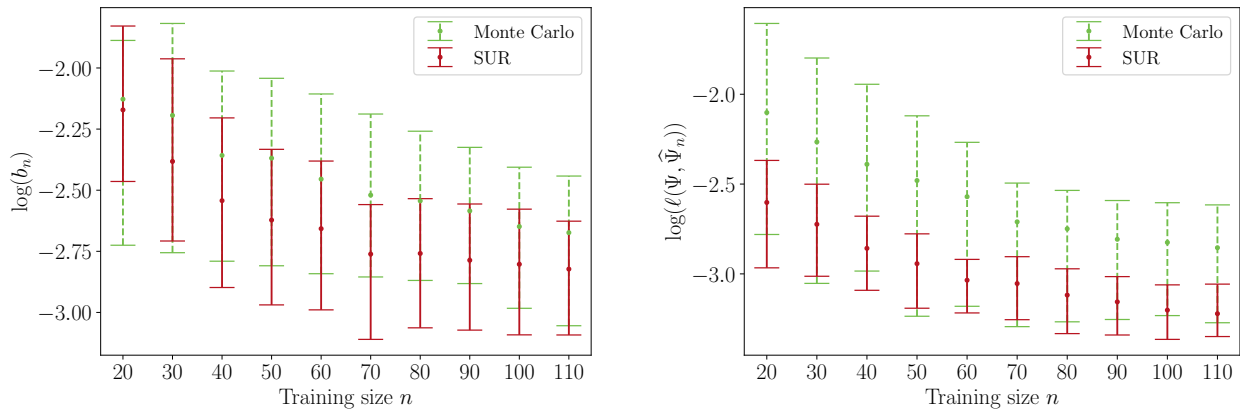 Monte Carlo
SUR
−2.00
−2.25
−2.50
−2.75
−3.00
log(b_n)
20 30 40 50 60 70 80 90 100 110
Training size n
Monte Carlo
SUR
−2.0
−2.5
−3.0
log(ℓ(Ψ, Ψ̂_n))
20 30 40 50 60 70 80 90 100 110
Training size n